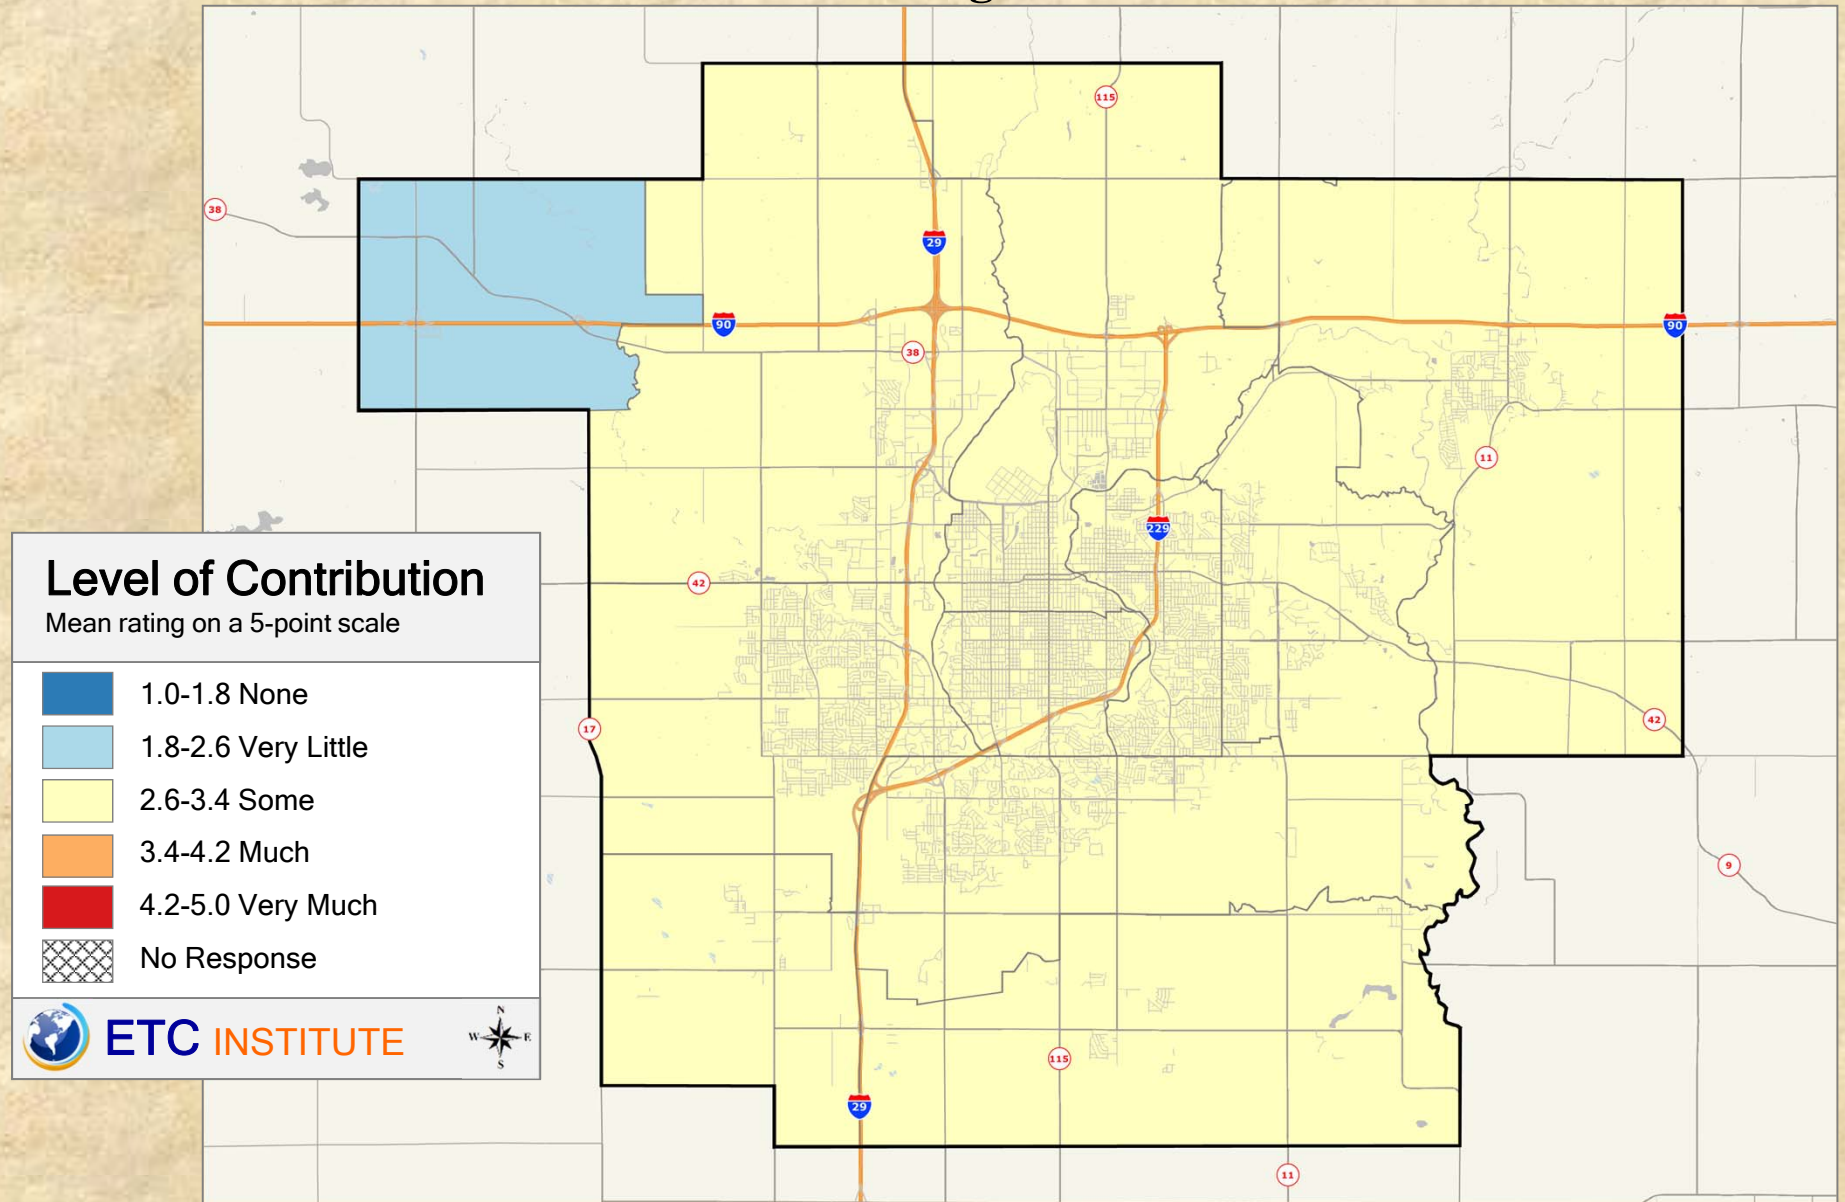 115
38
29
90
90
38
11
229
42
17
42
9
115
29
11
Level of Contribution
Mean rating on a 5-point scale
1.0-1.8 None
1.8-2.6 Very Little
2.6-3.4 Some
3.4-4.2 Much
4.2-5.0 Very Much
No Response
ETC INSTITUTE
N
W E
S